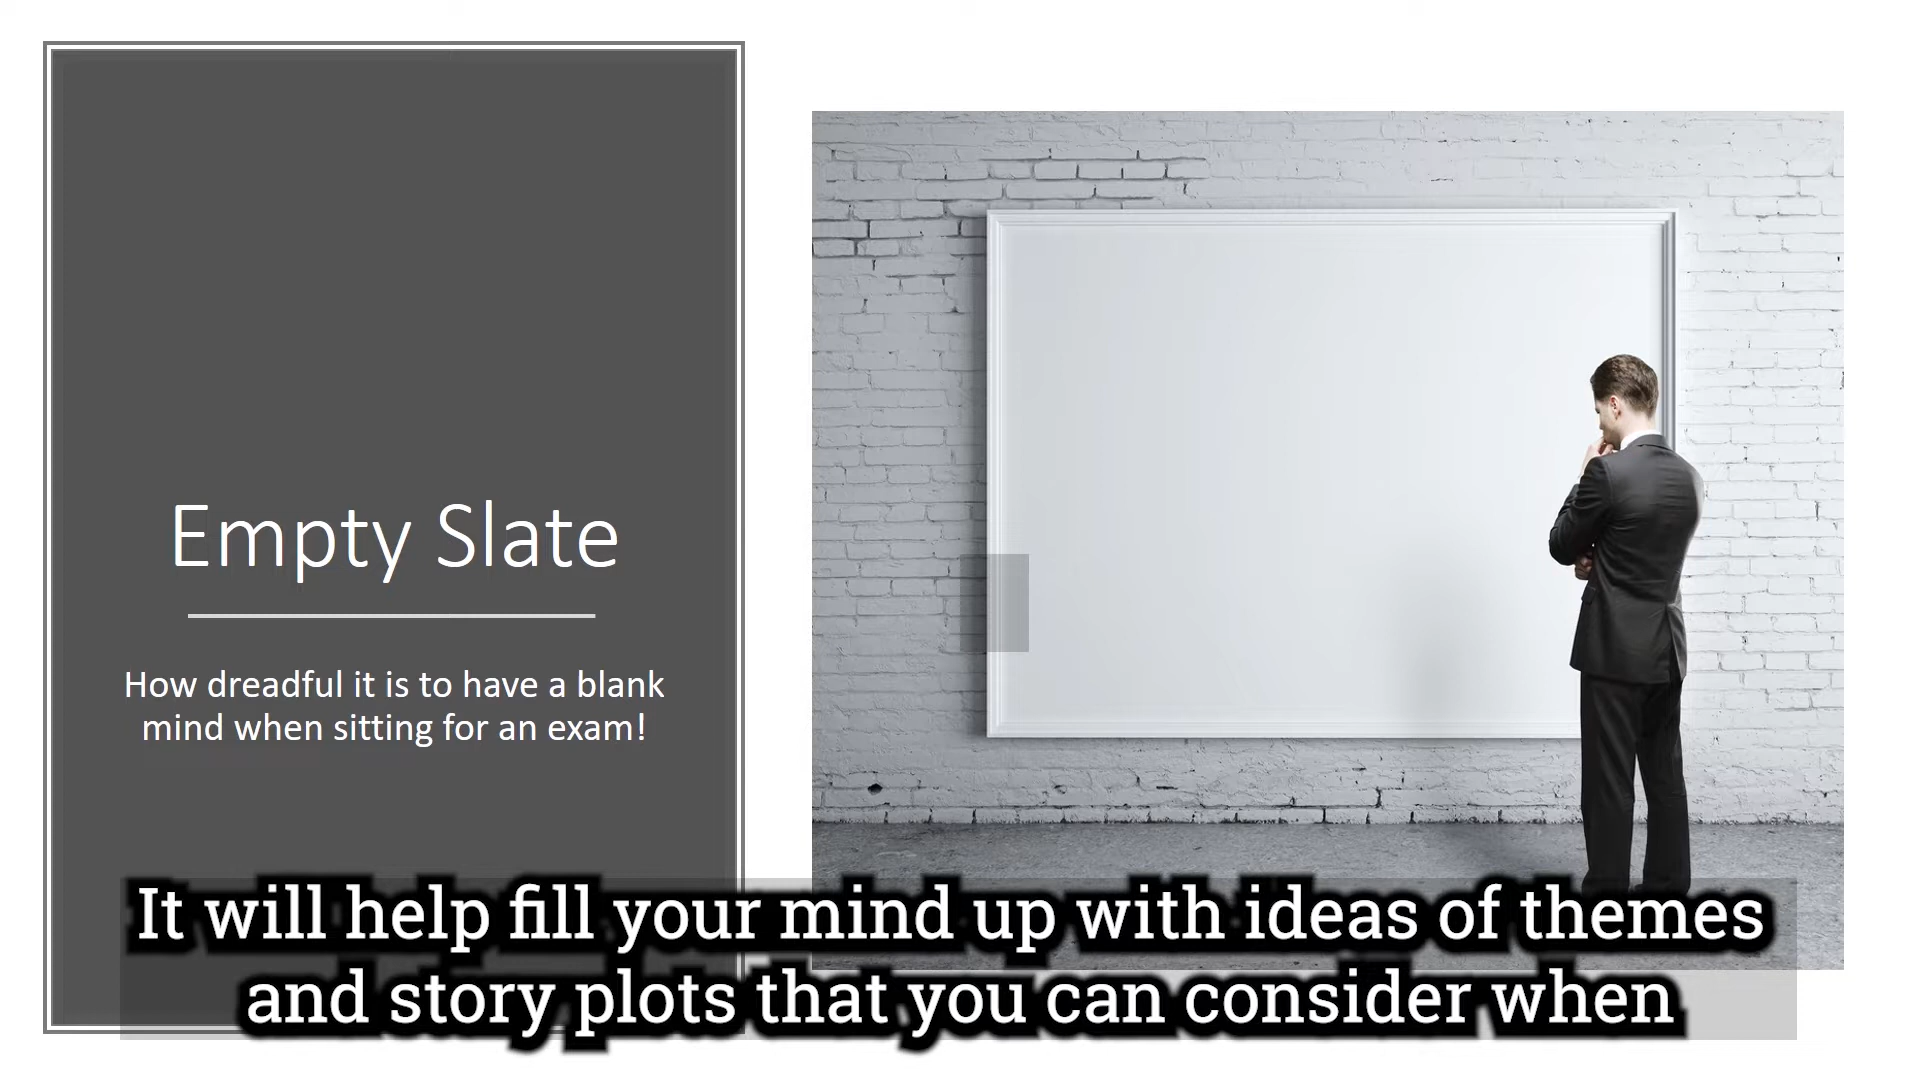 Empty Slate
How dreadful it is to have a blank
mind when sitting for an exam!
It will help fill your mind up with ideas of themes
and story plots that you can consider when